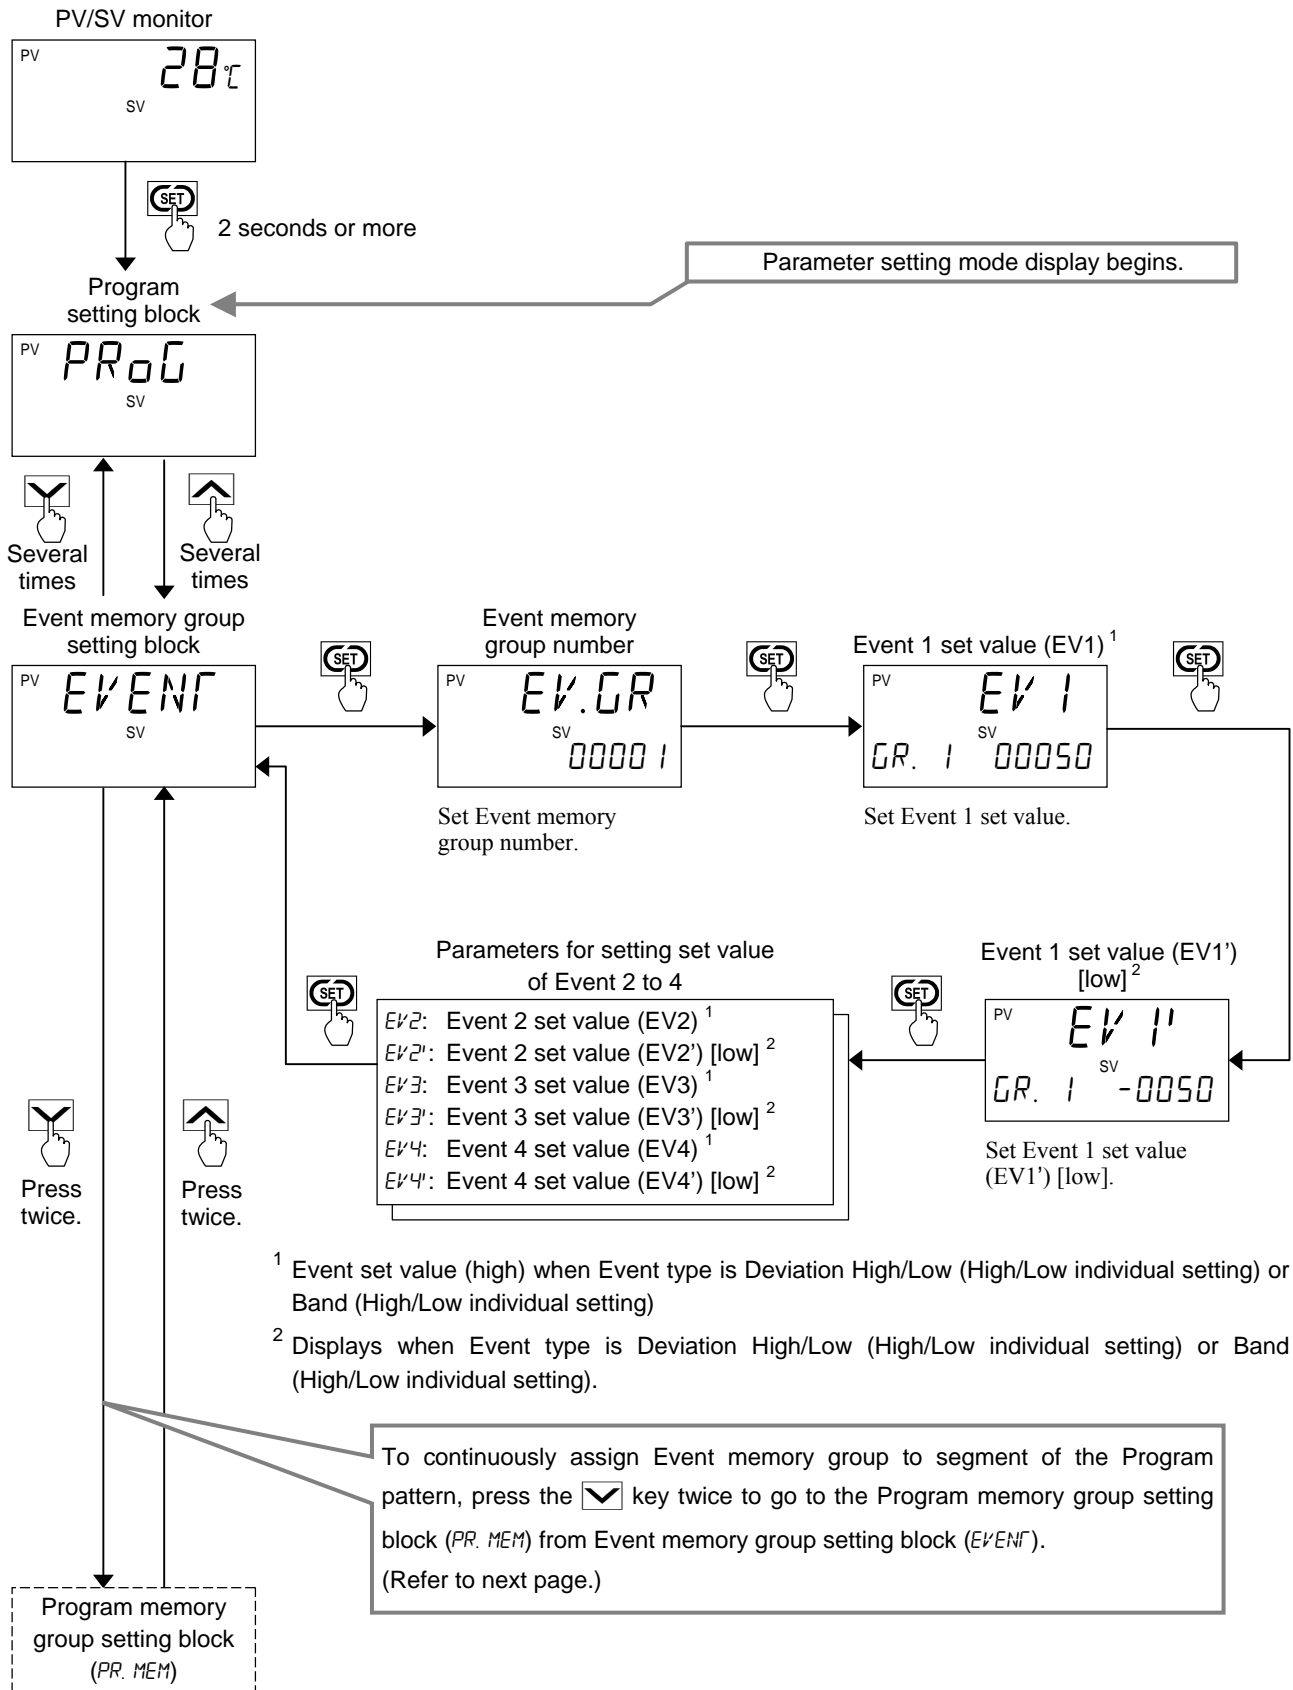 PV/SV monitor
PV
28℃
SV
SET
2 seconds or more
Parameter setting mode display begins.
Program
setting block
PV
PRoG
SV
Several
times
Several
times
Event memory group
setting block
PV
EVENT
SV
SET
Event memory
group number
PV
EV.GR
SV
00001
Set Event memory
group number.
SET
Event 1 set value (EV1) 1
PV
EV 1
SV
GR. 1 00050
Set Event 1 set value.
SET
Event 1 set value (EV1’)
[low] 2
PV
EV 1'
SV
GR. 1 -0050
Set Event 1 set value
(EV1’) [low].
SET
Parameters for setting set value
of Event 2 to 4
EV2: Event 2 set value (EV2) 1
EV2': Event 2 set value (EV2’) [low] 2
EV3: Event 3 set value (EV3) 1
EV3': Event 3 set value (EV3’) [low] 2
EV4: Event 4 set value (EV4) 1
EV4': Event 4 set value (EV4’) [low] 2
SET
Press
twice.
Press
twice.
1 Event set value (high) when Event type is Deviation High/Low (High/Low individual setting) or
Band (High/Low individual setting)
2 Displays when Event type is Deviation High/Low (High/Low individual setting) or Band
(High/Low individual setting).
To continuously assign Event memory group to segment of the Program
pattern, press the key twice to go to the Program memory group setting
block (PR. MEM) from Event memory group setting block (EVENT).
(Refer to next page.)
Program memory
group setting block
(PR. MEM)